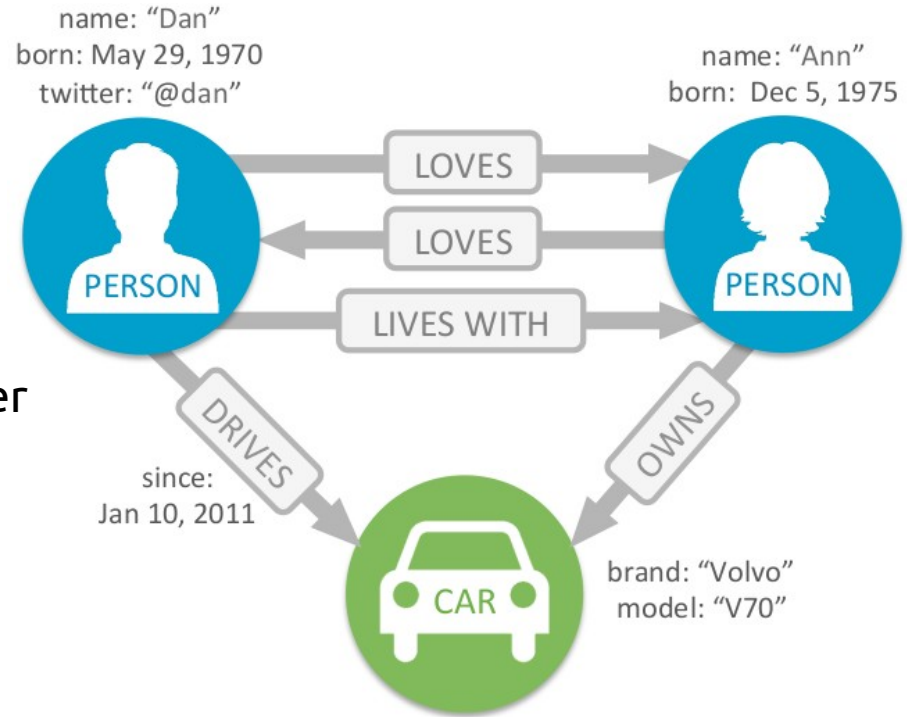 name: “Dan”
born: May 29, 1970
twitter: “@dan”
name: “Ann”
born: Dec 5, 1975
LOVES
LOVES
PERSON
PERSON
LIVES WITH
er
DRIVES
OWNS
since:
Jan 10, 2011
CAR
brand: “Volvo”
model: “V70”